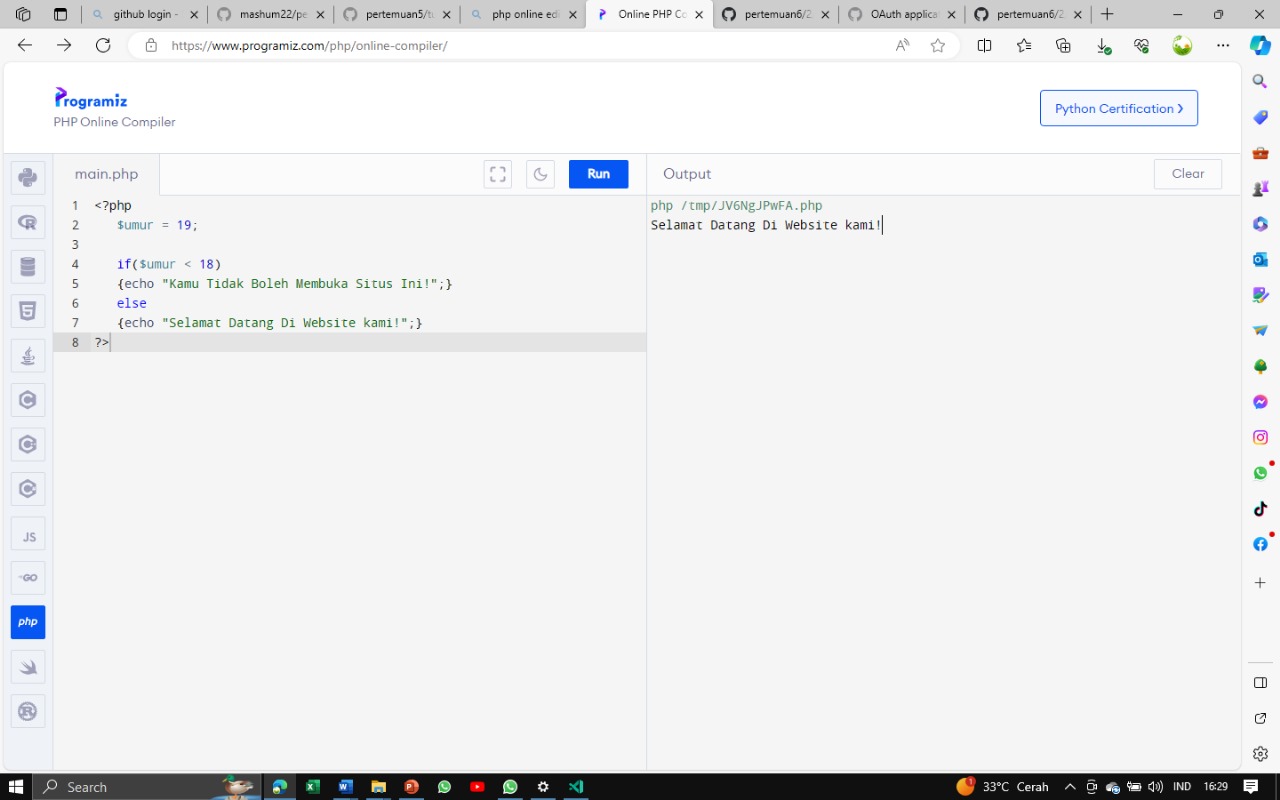 github login -
mashum22/pe
pertemuan5/tu
php online edi
Online PHP Co
pertemuan6/2
OAuth applica
pertemuan6/2
https://www.programiz.com/php/online-compiler/
Programiz
PHP Online Compiler
Python Certification
main.php
Run
Output
Clear
1 <?php
2 $umur = 19;
3
4 if($umur < 18)
5 {echo "Kamu Tidak Boleh Membuka Situs Ini!";}
6 else
7 {echo "Selamat Datang Di Website kami!";}
8 ?>
php /tmp/JV6NgJPwFA.php
Selamat Datang Di Website kami!
JS
GO
php
Search
1
33°C Cerah
IND
16:29